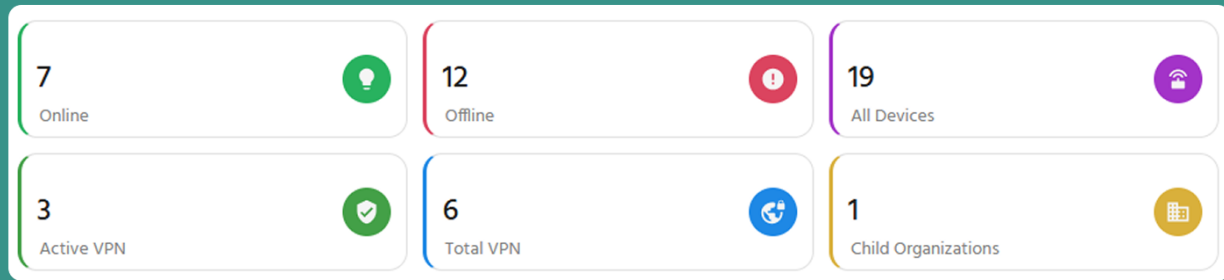 7
Online
12
Offline
19
All Devices
3
Active VPN
6
Total VPN
1
Child Organizations